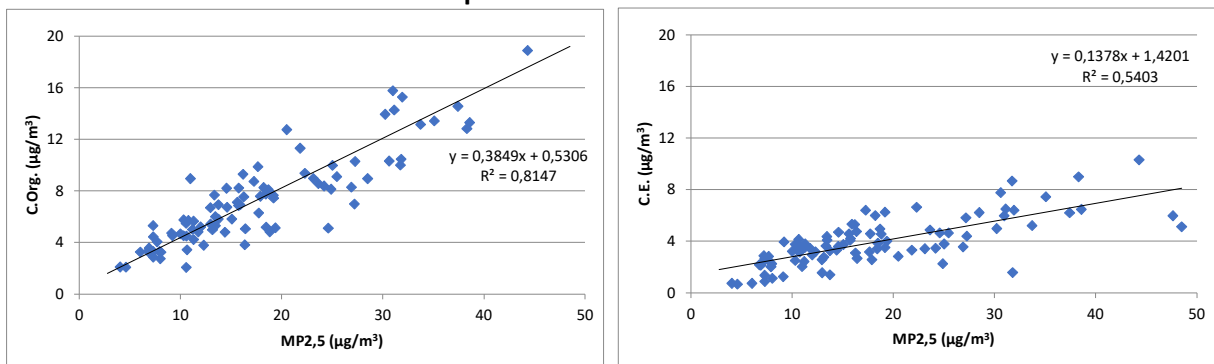 C.Org. (µg/m³)
20
16
12
8
4
0
0 10 20 30 40 50
MP2,5 (µg/m³)
y = 0,3849x + 0,5306
R² = 0,8147
C.E. (µg/m³)
20
16
12
8
4
0
0 10 20 30 40 50
MP2,5 (µg/m³)
y = 0,1378x + 1,4201
R² = 0,5403